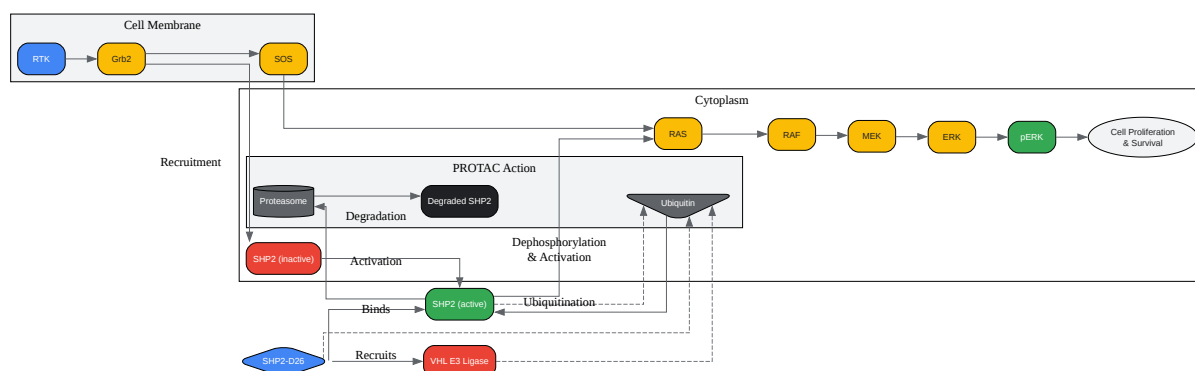 Cell Membrane
RTK
Grb2
SOS
Cytoplasm
RAS
RAF
MEK
ERK
pERK
Cell Proliferation
& Survival
Recruitment
PROTAC Action
Proteasome
Degraded SHP2
Ubiquitin
Degradation
Dephosphorylation
& Activation
SHP2 (inactive)
Activation
SHP2 (active)
Ubiquitination
Binds
SHP2-D26
Recruits
VHL E3 Ligase